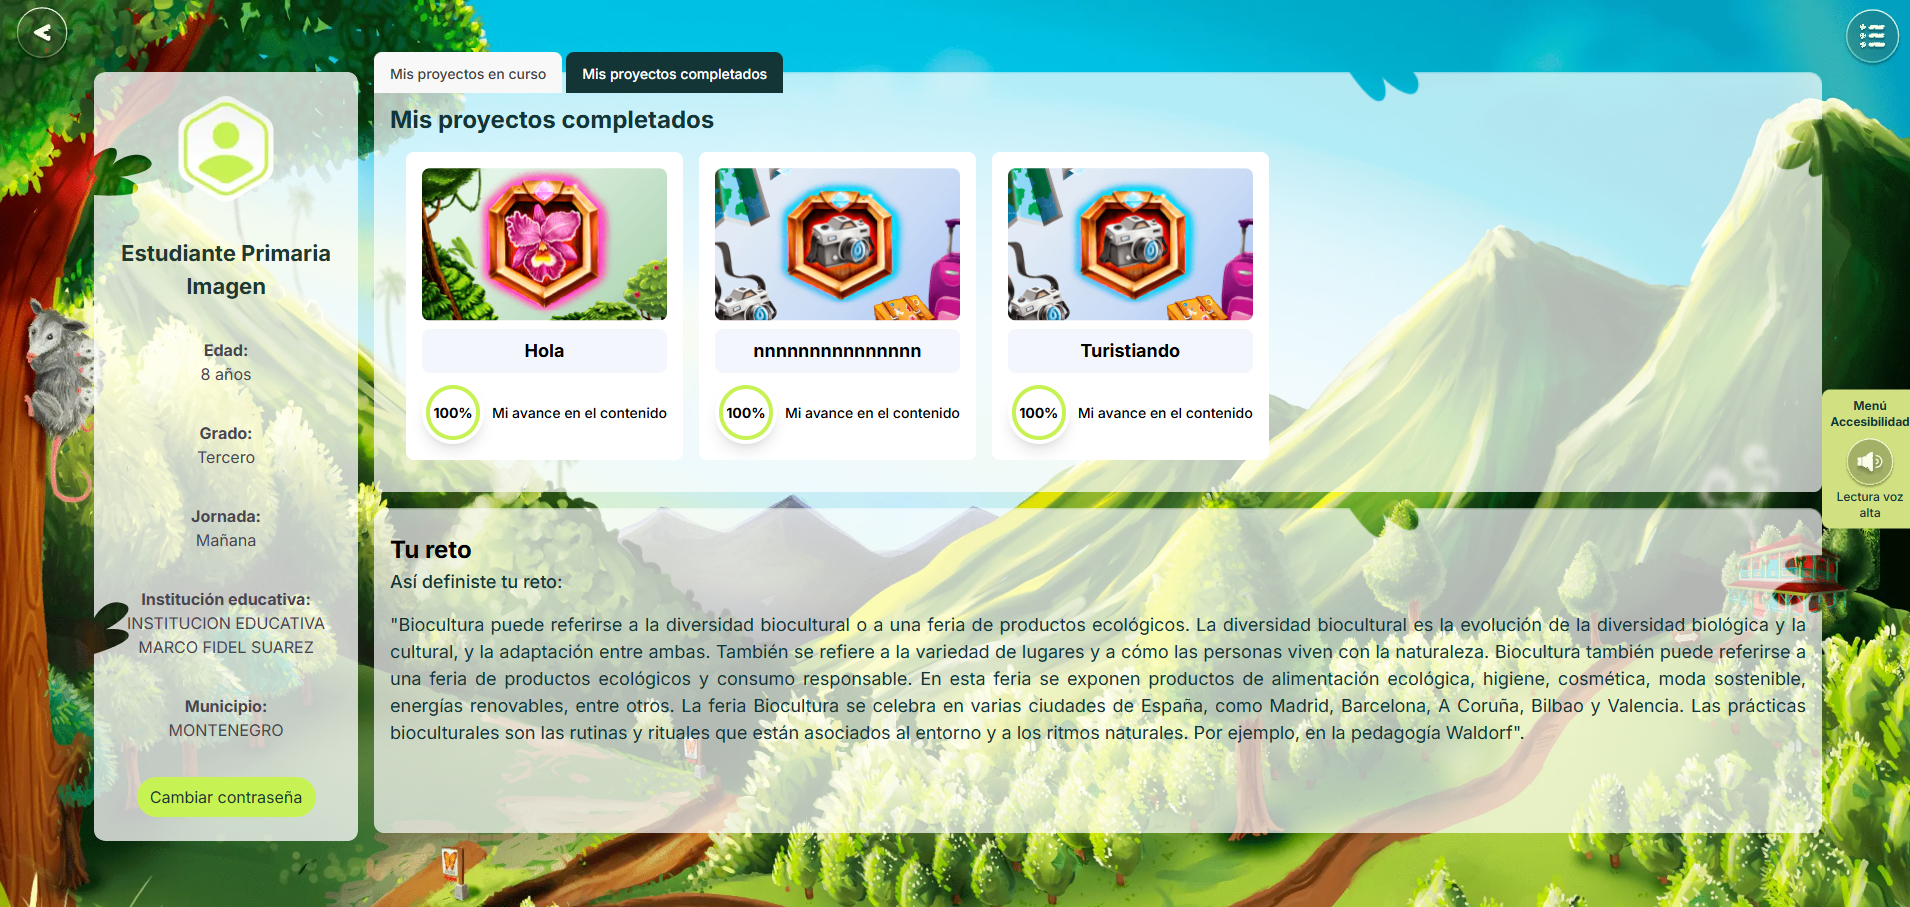 Mis proyectos en curso
Mis proyectos completados
Mis proyectos completados
Estudiante Primaria
Imagen
Edad:
8 años
Grado:
Tercero
Jornada:
Mañana
Institución educativa:
INSTITUCION EDUCATIVA
MARCO FIDEL SUAREZ
Municipio:
MONTENEGRO
Cambiar contraseña
Hola
100%
Mi avance en el contenido
nnnnnnnnnnnnnnn
100%
Mi avance en el contenido
Turistiando
100%
Mi avance en el contenido
Tu reto
Así definiste tu reto:
"Biocultura puede referirse a la diversidad biocultural o a una feria de productos ecológicos. La diversidad biocultural es la evolución de la diversidad biológica y la
cultural, y la adaptación entre ambas. También se refiere a la variedad de lugares y a cómo las personas viven con la naturaleza. Biocultura también puede referirse a
una feria de productos ecológicos y consumo responsable. En esta feria se exponen productos de alimentación ecológica, higiene, cosmética, moda sostenible,
energías renovables, entre otros. La feria Biocultura se celebra en varias ciudades de España, como Madrid, Barcelona, A Coruña, Bilbao y Valencia. Las prácticas
bioculturales son las rutinas y rituales que están asociados al entorno y a los ritmos naturales. Por ejemplo, en la pedagogía Waldorf".
Menú
Accesibilidad
Lectura voz
alta